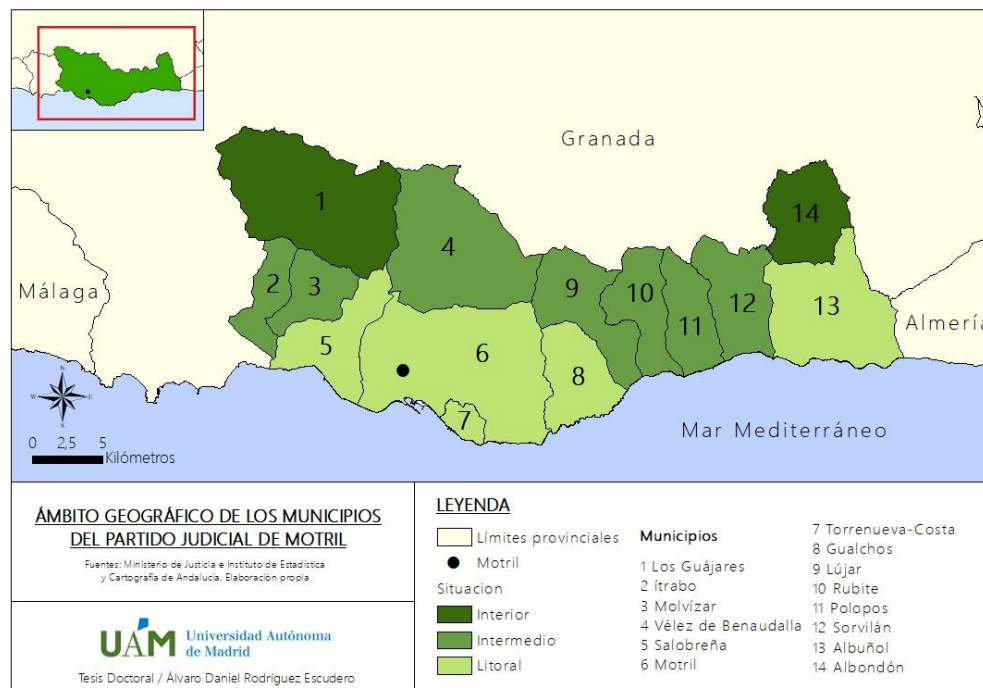 Granada
Málaga
Almería
Mar Mediterráneo
1
2
3
4
5
6
7
8
9
10
11
12
13
14
N
W
E
S
0 2,5 5
Kilómetros
ÁMBITO GEOGRÁFICO DE LOS MUNICIPIOS
DEL PARTIDO JUDICIAL DE MOTRIL
Fuentes: Ministerio de Justicia e Instituto de Estadística
y Cartografía de Andalucía. Elaboración propia
UAM Universidad Autónoma
de Madrid
Tesis Doctoral / Álvaro Daniel Rodríguez Escudero
LEYENDA
Límites provinciales
Motril
Situacion
Interior
Intermedio
Litoral
Municipios
1 Los Guájares
2 ítrabo
3 Molvízar
4 Vélez de Benaudalla
5 Salobreña
6 Motril
7 Torrenueva-Costa
8 Gualchos
9 Lújar
10 Rubite
11 Polopos
12 Sorvilán
13 Albuñol
14 Albondón